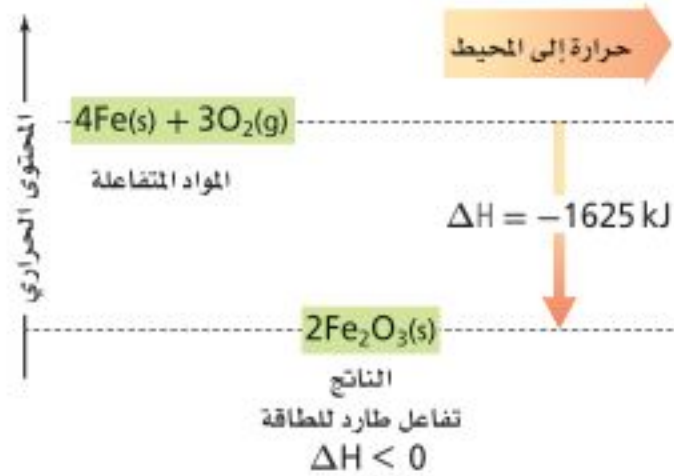 حرارة إلى المحيط
4Fe(s) + 3O₂(g)
المواد المتفاعلة
المحتوى الحراري
ΔH = −1625 kJ
2Fe₂O₃(s)
الناتج
تفاعل طارد للطاقة
ΔH < 0